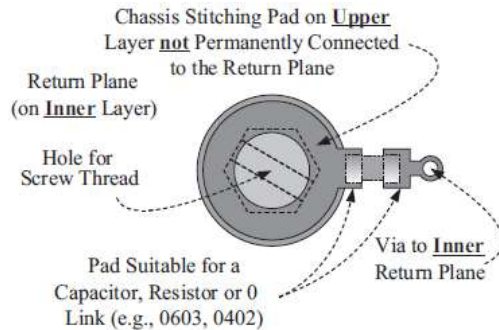 Chassis Stitching Pad on Upper
Layer not Permanently Connected
to the Return Plane
Return Plane
(on Inner Layer)
Hole for
Screw Thread
Pad Suitable for a
Capacitor, Resistor or 0
Link (e.g., 0603, 0402)
Via to Inner
Return Plane